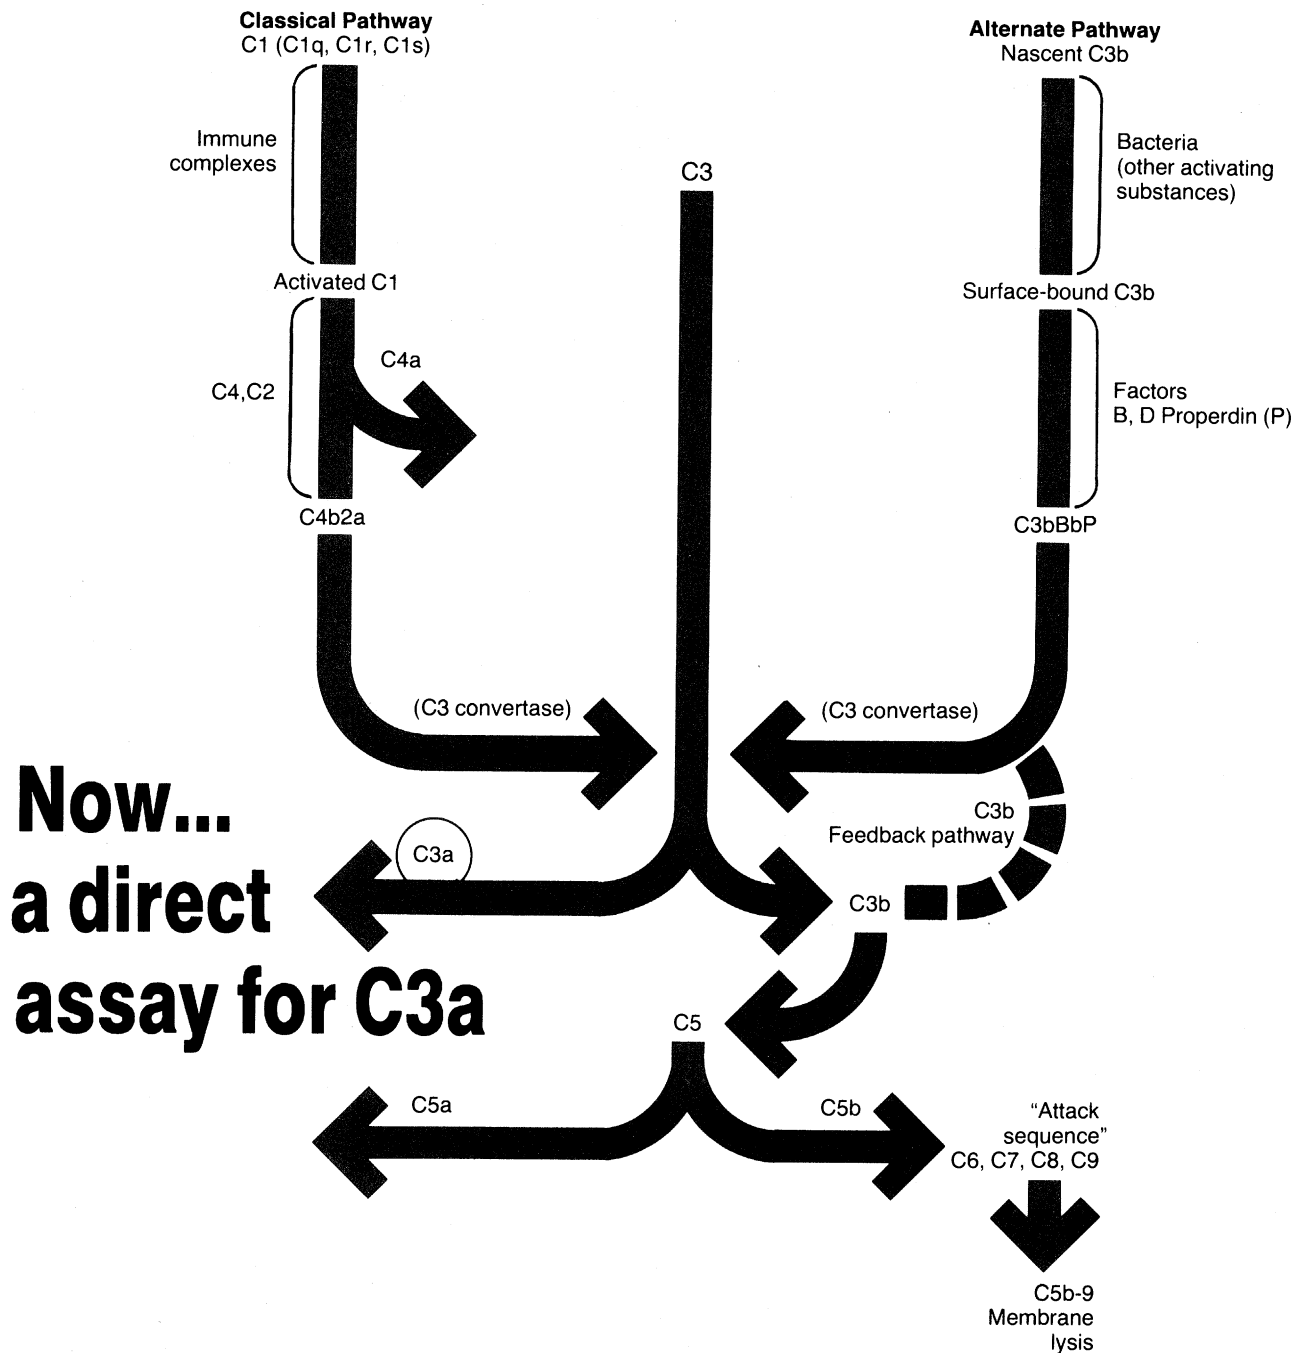 Classical Pathway
C1 (C1q, C1r, C1s)
Alternate Pathway
Nascent C3b
Immune
complexes
Bacteria
(other activating
substances)
C3
Activated C1
Surface-bound C3b
C4a
C4,C2
Factors
B, D Properdin (P)
C4b2a
C3bBbP
(C3 convertase)
(C3 convertase)
Now...
a direct
assay for C3a
C3b
Feedback pathway
C3a
C3b
C5
C5a
C5b
“Attack
sequence”
C6, C7, C8, C9
C5b-9
Membrane
lysis